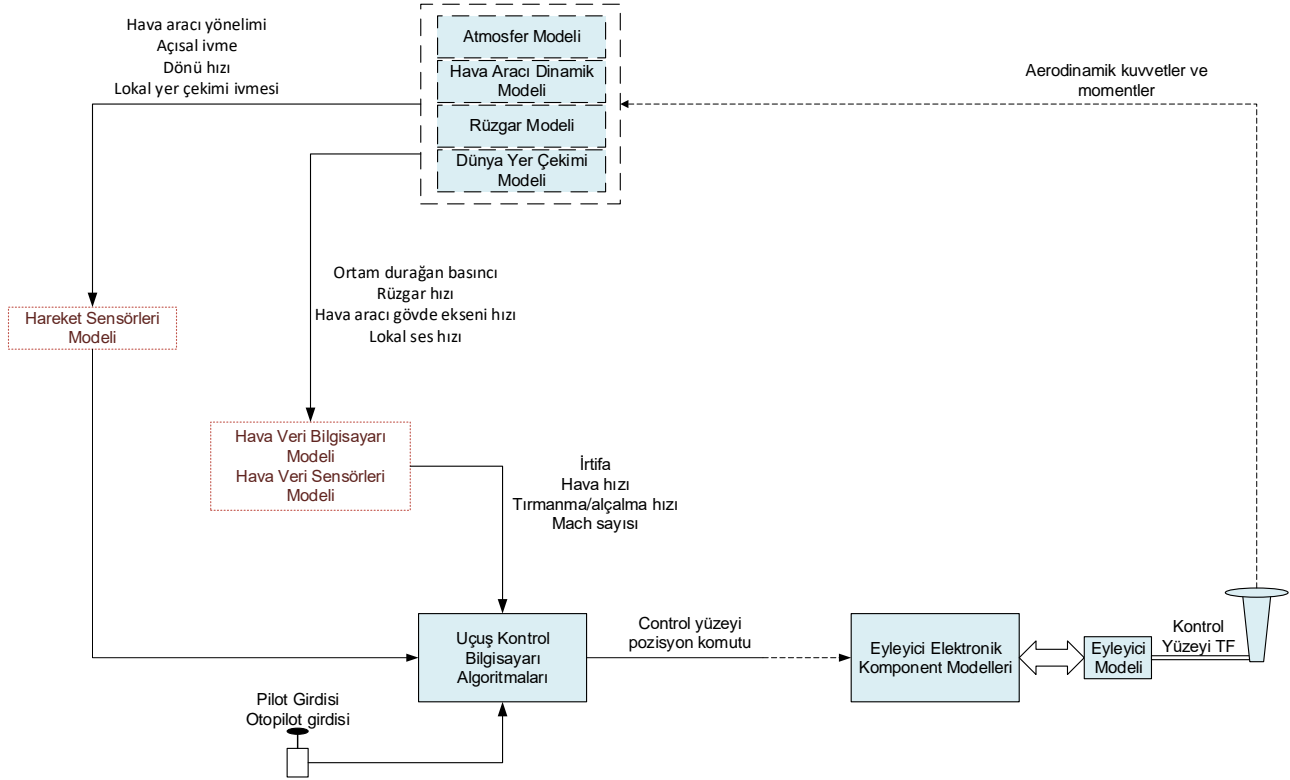 Hava aracı yönelimi
Açısal ivme
Dönü hızı
Lokal yer çekimi ivmesi
Atmosfer Modeli
Hava Aracı Dinamik
Modeli
Rüzgar Modeli
Dünya Yer Çekimi
Modeli
Aerodinamik kuvvetler ve
momentler
Ortam durağan basıncı
Rüzgar hızı
Hava aracı gövde ekseni hızı
Lokal ses hızı
Hareket Sensörleri
Modeli
Hava Veri Bilgisayarı
Modeli
Hava Veri Sensörleri
Modeli
İrtifa
Hava hızı
Tırmanma/alçalma hızı
Mach sayısı
Uçuş Kontrol
Bilgisayarı
Algoritmaları
Control yüzeyi
pozisyon komutu
Eyleyici Elektronik
Komponent Modelleri
Eyleyici
Modeli
Kontrol
Yüzeyi TF
Pilot Girdisi
Otopilot girdisi